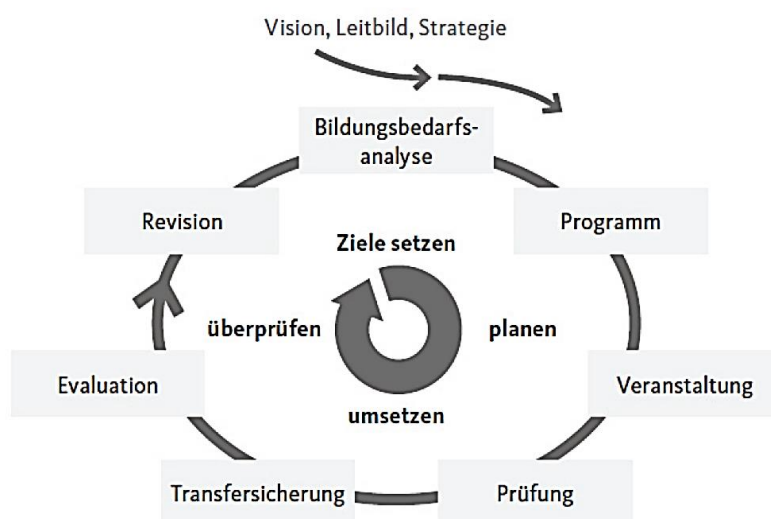 Vision, Leitbild, Strategie
Bildungsbedarfs-
analyse
Revision
Programm
Ziele setzen
überprüfen
planen
Evaluation
Veranstaltung
umsetzen
Transfersicherung
Prüfung